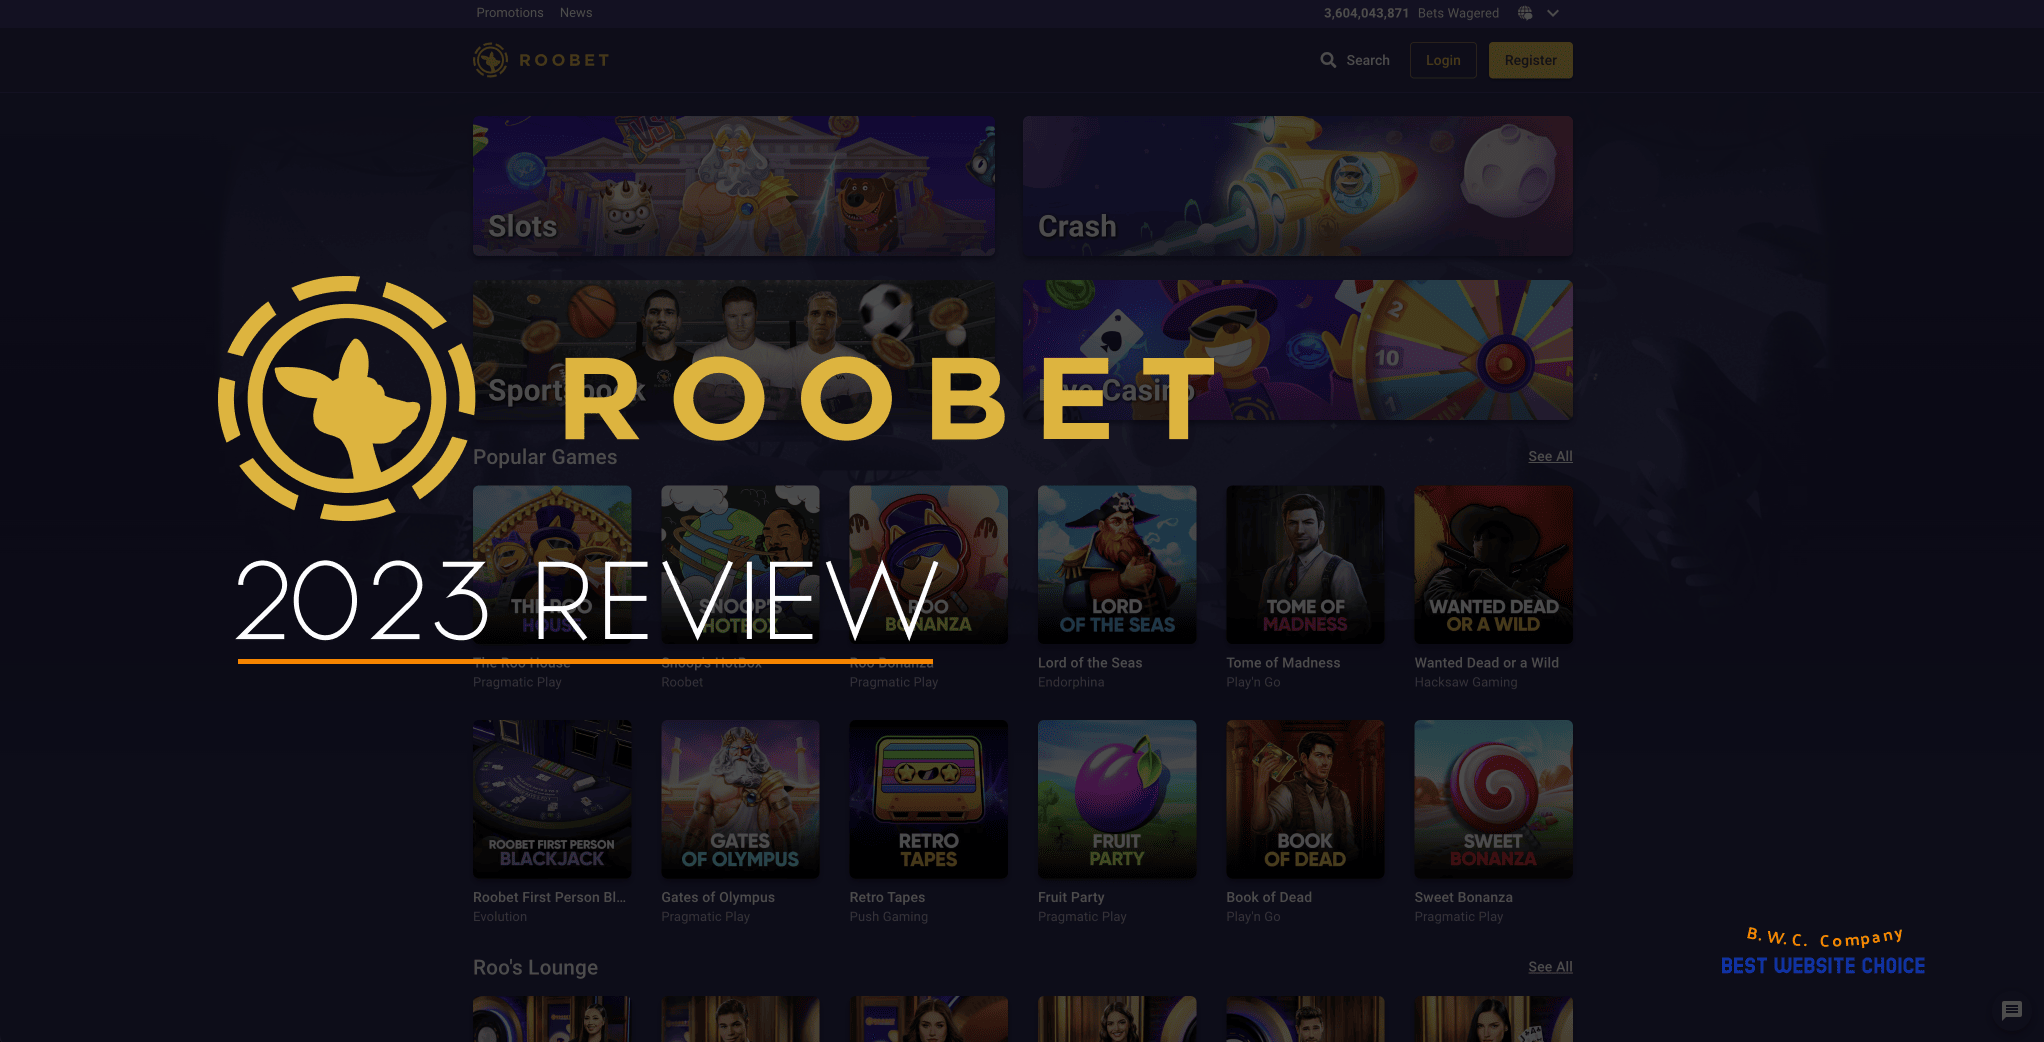 Promotions News
3,604,043,871 Bets Wagered
ROOBET
Search Login Register
Slots
Crash
Sportsbook
Live Casino
ROOBET
Popular Games
See All
2023 REVIEW
THE ROO
HOUSE
SNOOP'S
HOTBOX
ROO
BONANZA
LORD
OF THE SEAS
TOME OF
MADNESS
WANTED DEAD
OR A WILD
The Roo House
Pragmatic Play
Snoop's HotBox
Roobet
Roo Bonanza
Pragmatic Play
Lord of the Seas
Endorphina
Tome of Madness
Play'n Go
Wanted Dead or a Wild
Hacksaw Gaming
ROOBET FIRST PERSON
BLACKJACK
GATES
OF OLYMPUS
RETRO
TAPES
FRUIT
PARTY
BOOK
OF DEAD
SWEET
BONANZA
Roobet First Person Bl...
Evolution
Gates of Olympus
Pragmatic Play
Retro Tapes
Push Gaming
Fruit Party
Pragmatic Play
Book of Dead
Play'n Go
Sweet Bonanza
Pragmatic Play
B.W.C. Company
BEST WEBSITE CHOICE
Roo's Lounge
See All